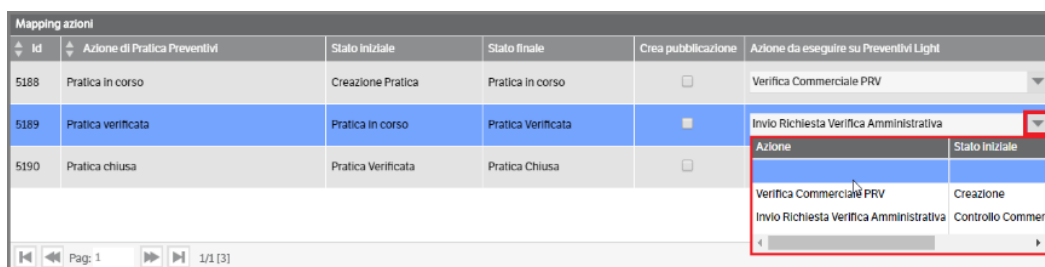 Mapping azioni
Id Azione di Pratica Preventivi Stato iniziale Stato finale Crea pubblicazione Azione da eseguire su Preventivi Light
5188 Pratica in corso Creazione Pratica Pratica in corso Verifica Commerciale PRV
5189 Pratica verificata Pratica in corso Pratica Verificata Invio Richiesta Verifica Amministrativa
Azione Stato iniziale
5190 Pratica chiusa Pratica Verificata Pratica Chiusa
Verifica Commerciale PRV Creazione
Invio Richiesta Verifica Amministrativa Controllo Commer
Pag: 1 1/1 [3]